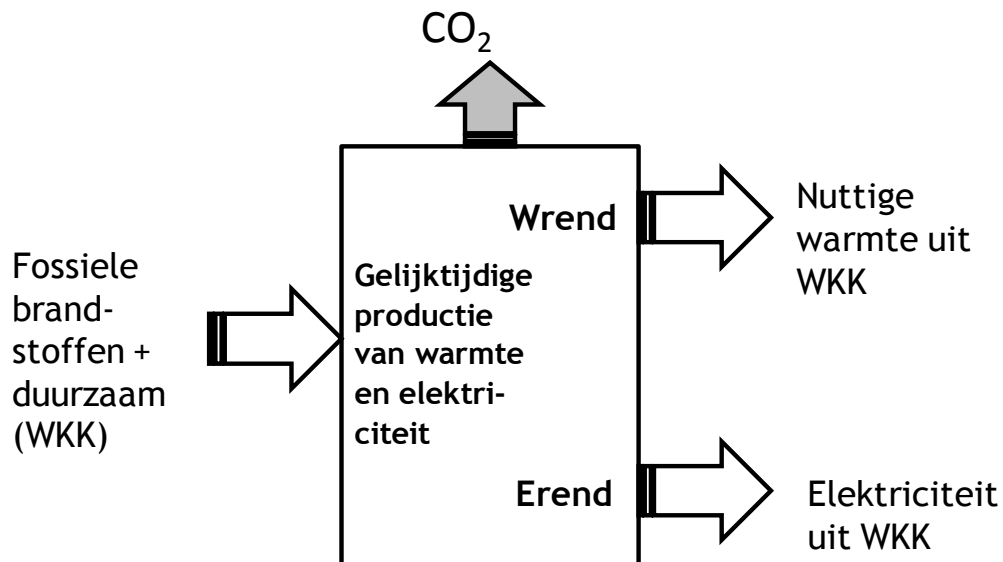 CO₂
Wrend
Nuttige
warmte uit
WKK
Fossiele
brand-
stoffen +
duurzaam
(WKK)
Gelijktijdige
productie
van warmte
en elektri-
citeit
Erend
Elektriciteit
uit WKK